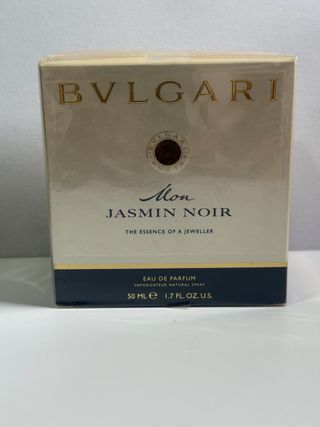 BVLGARI
BVLGARI
Mon
JASMIN NOIR
THE ESSENCE OF A JEWELLER
EAU DE PARFUM
VAPORISATEUR NATURAL SPRAY
50 ML ℮ 1.7 FL. OZ. U.S.